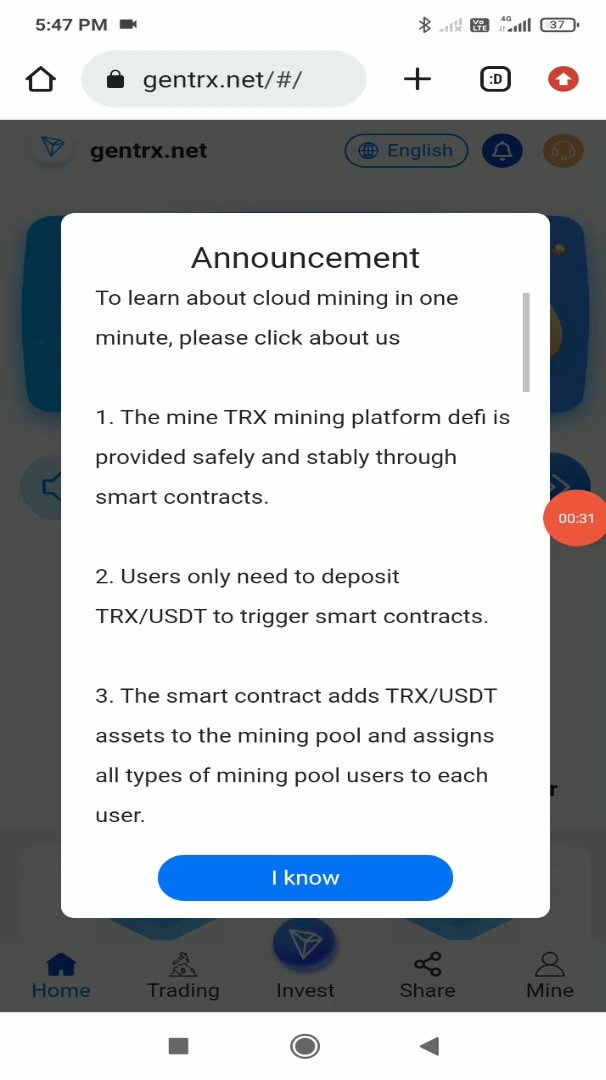 5:47 PM
Vo LTE
4G
37
gentrx.net/#/
:D
gentrx.net
English
Announcement
To learn about cloud mining in one
minute, please click about us
1. The mine TRX mining platform defi is
provided safely and stably through
smart contracts.
00:31
2. Users only need to deposit
TRX/USDT to trigger smart contracts.
3. The smart contract adds TRX/USDT
assets to the mining pool and assigns
all types of mining pool users to each
user.
r
I know
Home
Trading
Invest
Share
Mine